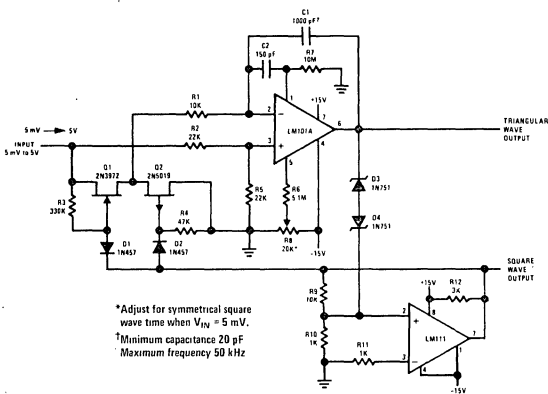 C1
1000 pF†
C2
150 pF
R7
10M
+15V
R1
10K
5 mV → 5V
INPUT
5 mV to 5V
R2
22K
2
1
7
3
LM101A
6
4
5
TRIANGULAR
WAVE
OUTPUT
Q1
2N3972
Q2
2N5019
R3
330K
R4
47K
R5
22K
R6
5.1M
R8
20K*
-15V
D3
1N751
D4
1N751
D1
1N457
D2
1N457
SQUARE
WAVE
OUTPUT
*Adjust for symmetrical square
wave time when VIN = 5 mV.
†Minimum capacitance 20 pF
Maximum frequency 50 kHz
R9
10K
R10
1K
R11
1K
+15V
R12
3K
2
8
LM111
7
3
4
1
-15V